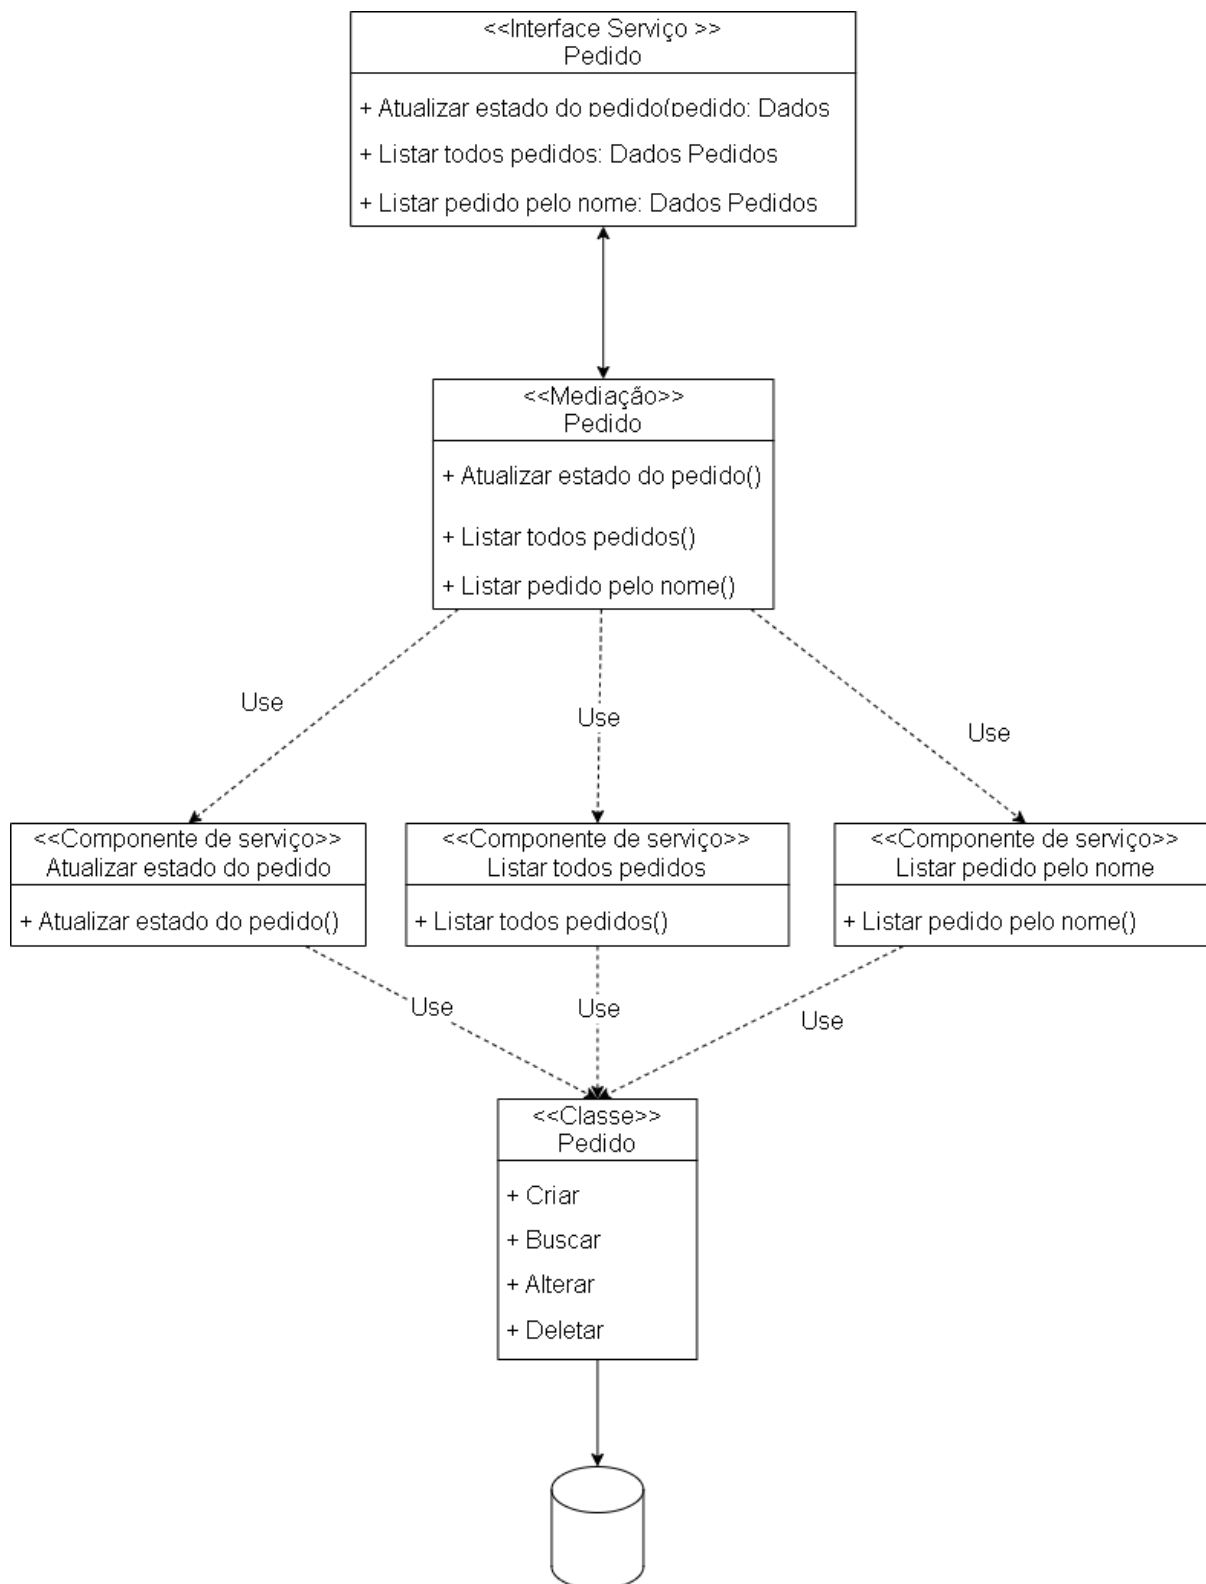 <<Interface Serviço >>
Pedido
+ Atualizar estado do pedido(pedido: Dados
+ Listar todos pedidos: Dados Pedidos
+ Listar pedido pelo nome: Dados Pedidos
<<Mediação>>
Pedido
+ Atualizar estado do pedido()
+ Listar todos pedidos()
+ Listar pedido pelo nome()
Use
Use
Use
<<Componente de serviço>>
Atualizar estado do pedido
+ Atualizar estado do pedido()
<<Componente de serviço>>
Listar todos pedidos
+ Listar todos pedidos()
<<Componente de serviço>>
Listar pedido pelo nome
+ Listar pedido pelo nome()
Use
Use
Use
<<Classe>>
Pedido
+ Criar
+ Buscar
+ Alterar
+ Deletar